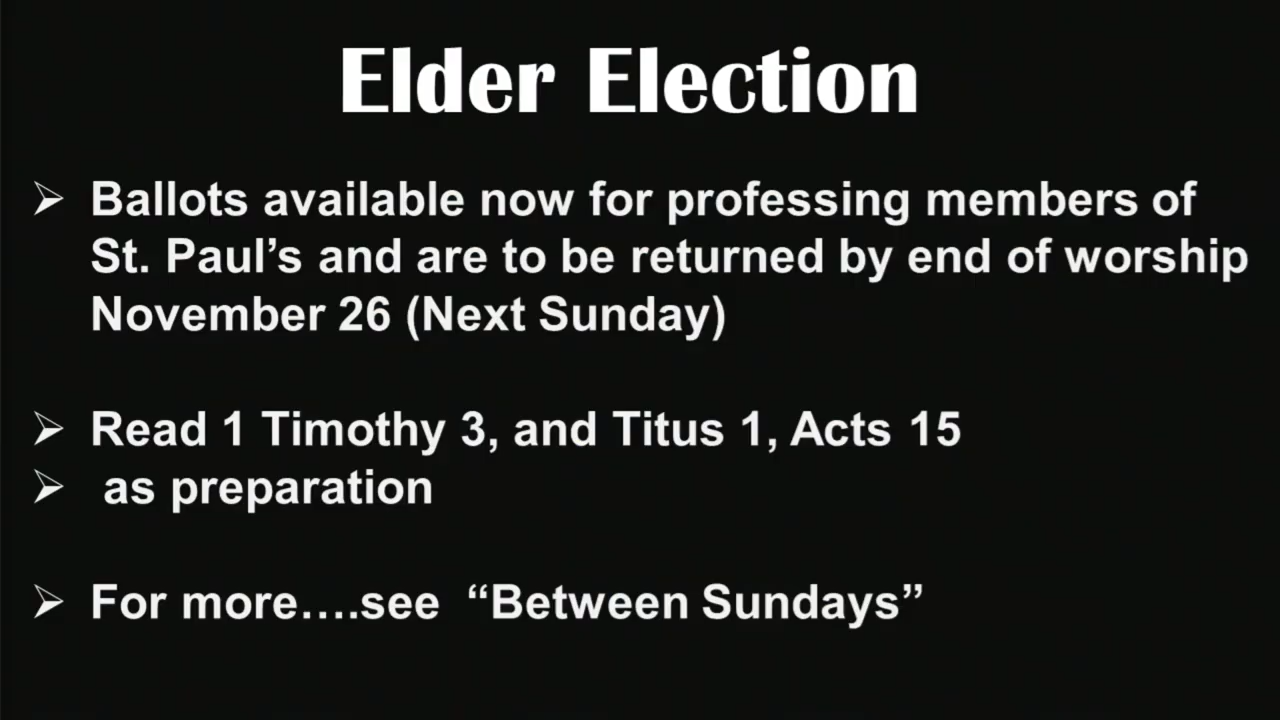 Elder Election
➢ Ballots available now for professing members of
St. Paul’s and are to be returned by end of worship
November 26 (Next Sunday)
➢ Read 1 Timothy 3, and Titus 1, Acts 15
➢ as preparation
➢ For more….see “Between Sundays”